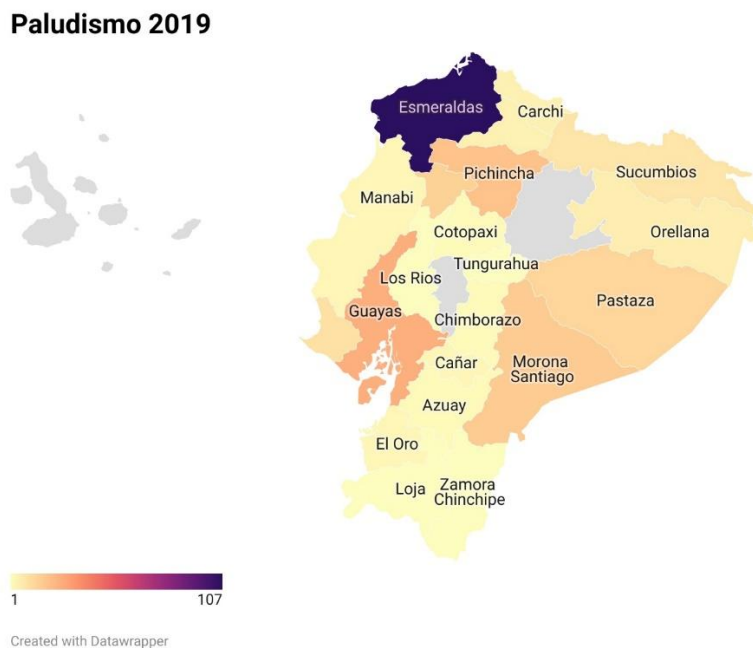 Paludismo 2019
Esmeraldas
Carchi
Pichincha
Sucumbios
Manabi
Cotopaxi
Orellana
Tungurahua
Los Rios
Pastaza
Guayas
Chimborazo
Cañar
Morona
Santiago
Azuay
El Oro
Loja
Zamora
Chinchipe
1
107
Created with Datawrapper